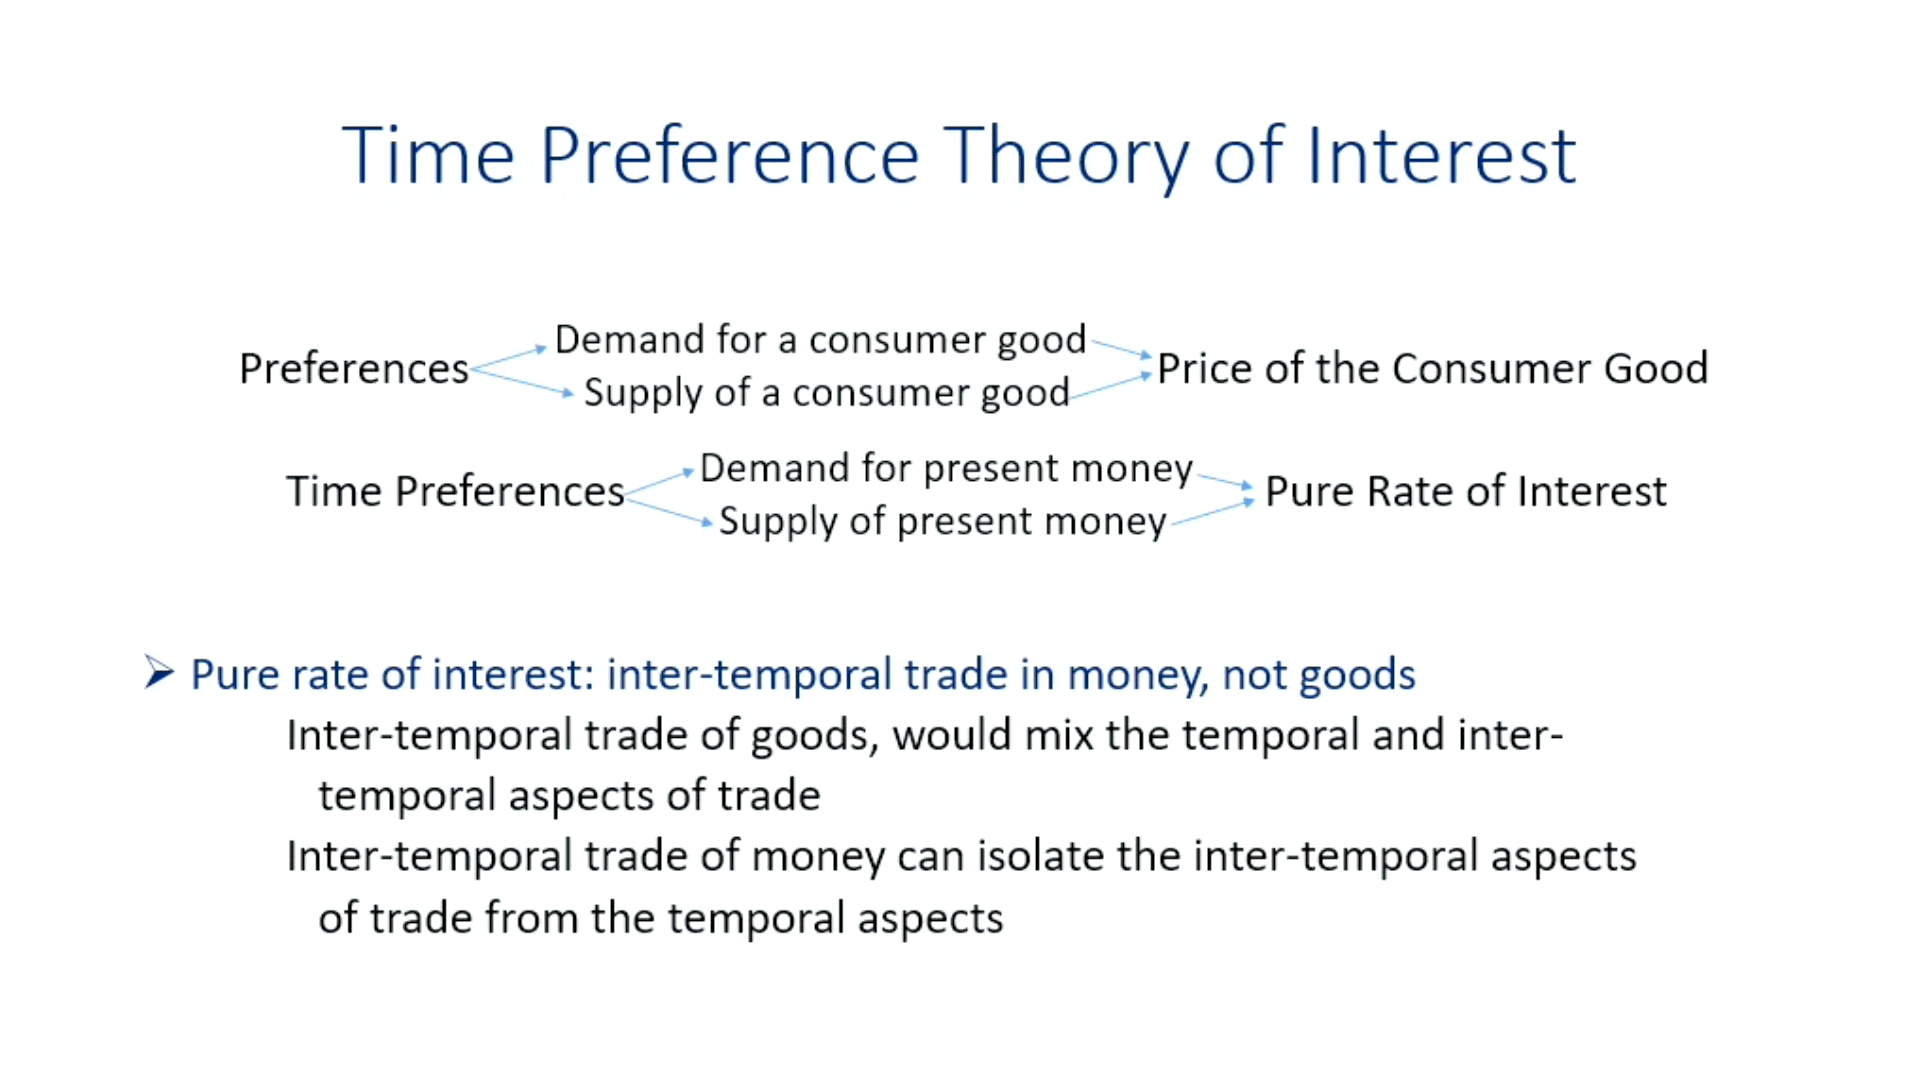 Time Preference Theory of Interest
Demand for a consumer good
Preferences
Price of the Consumer Good
Supply of a consumer good
Demand for present money
Time Preferences
Pure Rate of Interest
Supply of present money
➢ Pure rate of interest: inter-temporal trade in money, not goods
Inter-temporal trade of goods, would mix the temporal and inter-
temporal aspects of trade
Inter-temporal trade of money can isolate the inter-temporal aspects
of trade from the temporal aspects